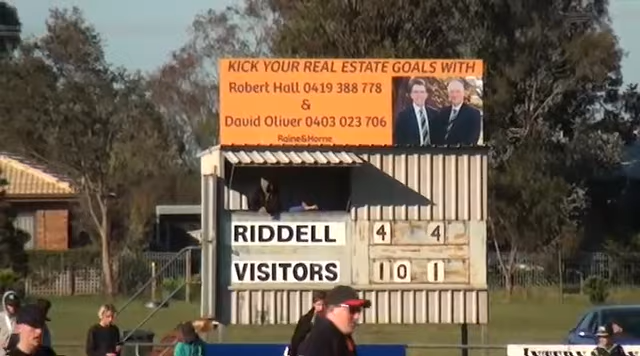 KICK YOUR REAL ESTATE GOALS WITH
Robert Hall 0419 388 778
&
David Oliver 0403 023 706
Raine&Horne
RIDDELL 4 4
VISITORS 10 1